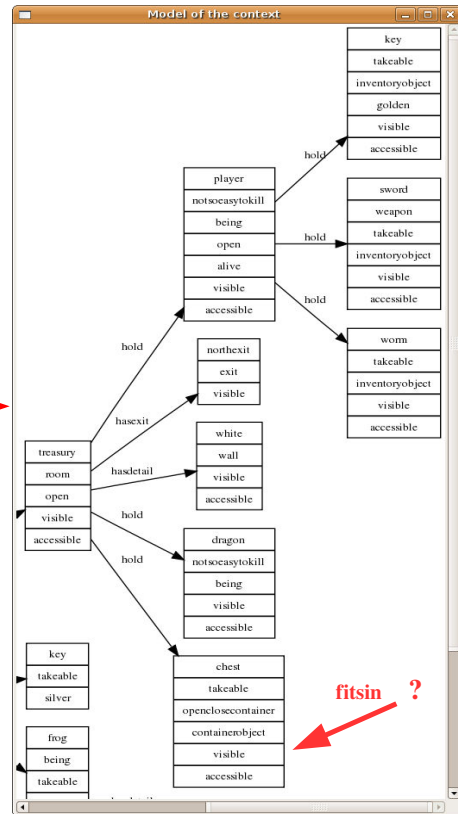 Model of the context
key
takeable
inventoryobject
golden
visible
accessible
hold
player
notsoeasytokill
being
open
alive
visible
accessible
hold
sword
weapon
takeable
inventoryobject
visible
accessible
hold
worm
takeable
inventoryobject
visible
accessible
hold
northexit
exit
visible
hasexit
white
wall
visible
accessible
hasdetail
treasury
room
open
visible
accessible
hold
dragon
notsoeasytokill
being
visible
accessible
hold
chest
takeable
openclosecontainer
containerobject
visible
accessible
fitsin ?
key
takeable
silver
frog
being
takeable